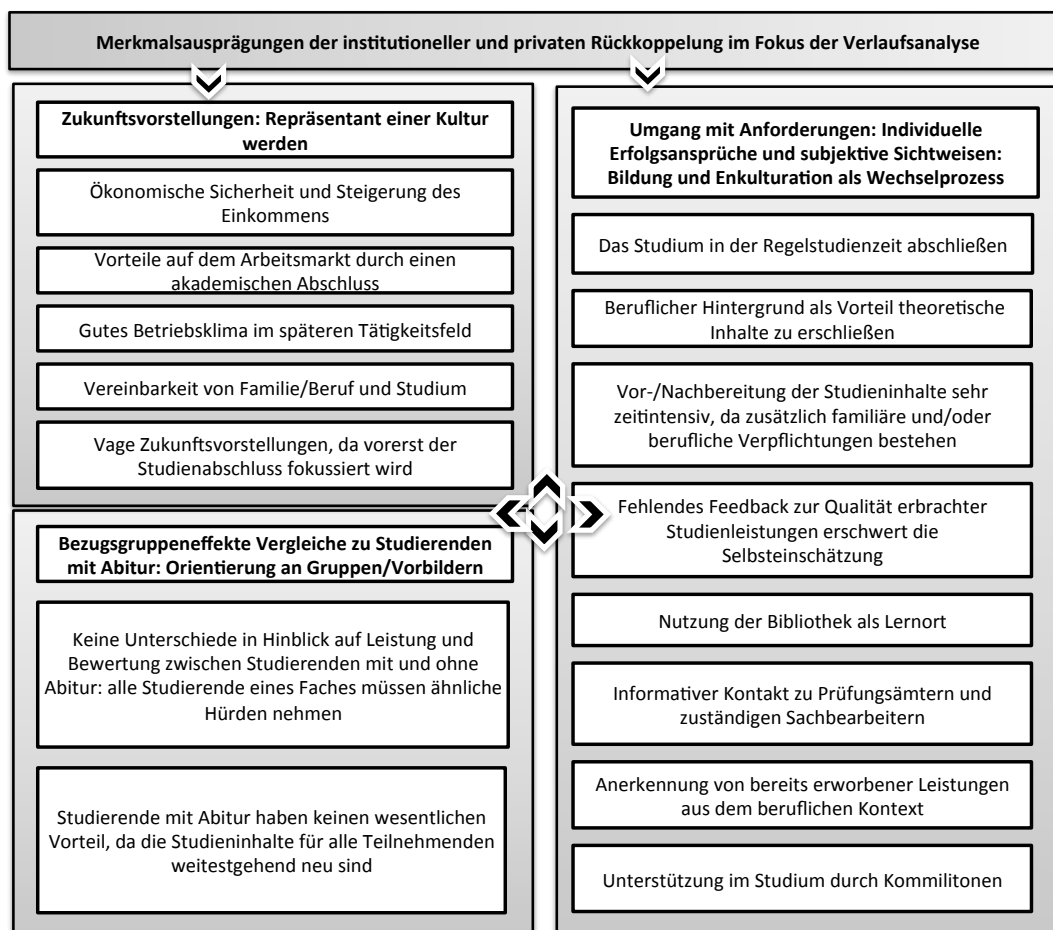 Merkmalsausprägungen der institutioneller und privaten Rückkoppelung im Fokus der Verlaufsanalyse
Zukunftsvorstellungen: Repräsentant einer Kultur
werden
Ökonomische Sicherheit und Steigerung des
Einkommens
Vorteile auf dem Arbeitsmarkt durch einen
akademischen Abschluss
Gutes Betriebsklima im späteren Tätigkeitsfeld
Vereinbarkeit von Familie/Beruf und Studium
Vage Zukunftsvorstellungen, da vorerst der
Studienabschluss fokussiert wird
Bezugsgruppeneffekte Vergleiche zu Studierenden
mit Abitur: Orientierung an Gruppen/Vorbildern
Keine Unterschiede in Hinblick auf Leistung und
Bewertung zwischen Studierenden mit und ohne
Abitur: alle Studierende eines Faches müssen ähnliche
Hürden nehmen
Studierende mit Abitur haben keinen wesentlichen
Vorteil, da die Studieninhalte für alle Teilnehmenden
weitestgehend neu sind
Umgang mit Anforderungen: Individuelle
Erfolgsansprüche und subjektive Sichtweisen:
Bildung und Enkulturation als Wechselprozess
Das Studium in der Regelstudienzeit abschließen
Beruflicher Hintergrund als Vorteil theoretische
Inhalte zu erschließen
Vor-/Nachbereitung der Studieninhalte sehr
zeitintensiv, da zusätzlich familiäre und/oder
berufliche Verpflichtungen bestehen
Fehlendes Feedback zur Qualität erbrachter
Studienleistungen erschwert die
Selbsteinschätzung
Nutzung der Bibliothek als Lernort
Informativer Kontakt zu Prüfungsämtern und
zuständigen Sachbearbeitern
Anerkennung von bereits erworbener Leistungen
aus dem beruflichen Kontext
Unterstützung im Studium durch Kommilitonen